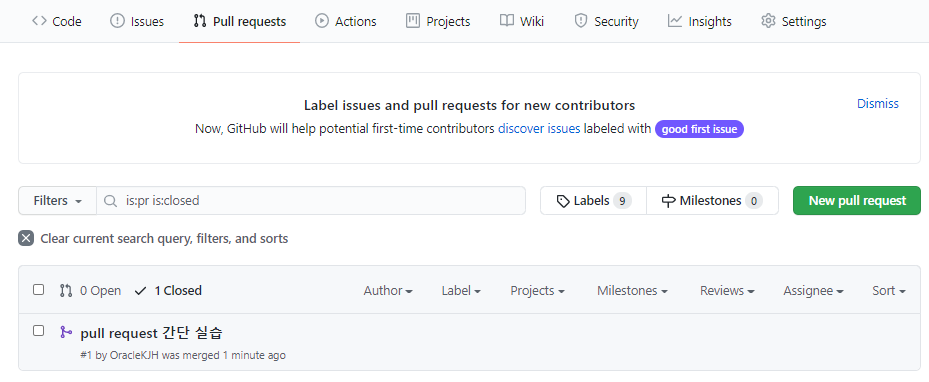 Code Issues Pull requests Actions Projects Wiki Security Insights Settings
Label issues and pull requests for new contributors
Dismiss
Now, GitHub will help potential first-time contributors discover issues labeled with good first issue
Filters is:pr is:closed Labels 9 Milestones 0 New pull request
Clear current search query, filters, and sorts
0 Open 1 Closed Author Label Projects Milestones Reviews Assignee Sort
pull request 간단 실습
#1 by OracleKJH was merged 1 minute ago